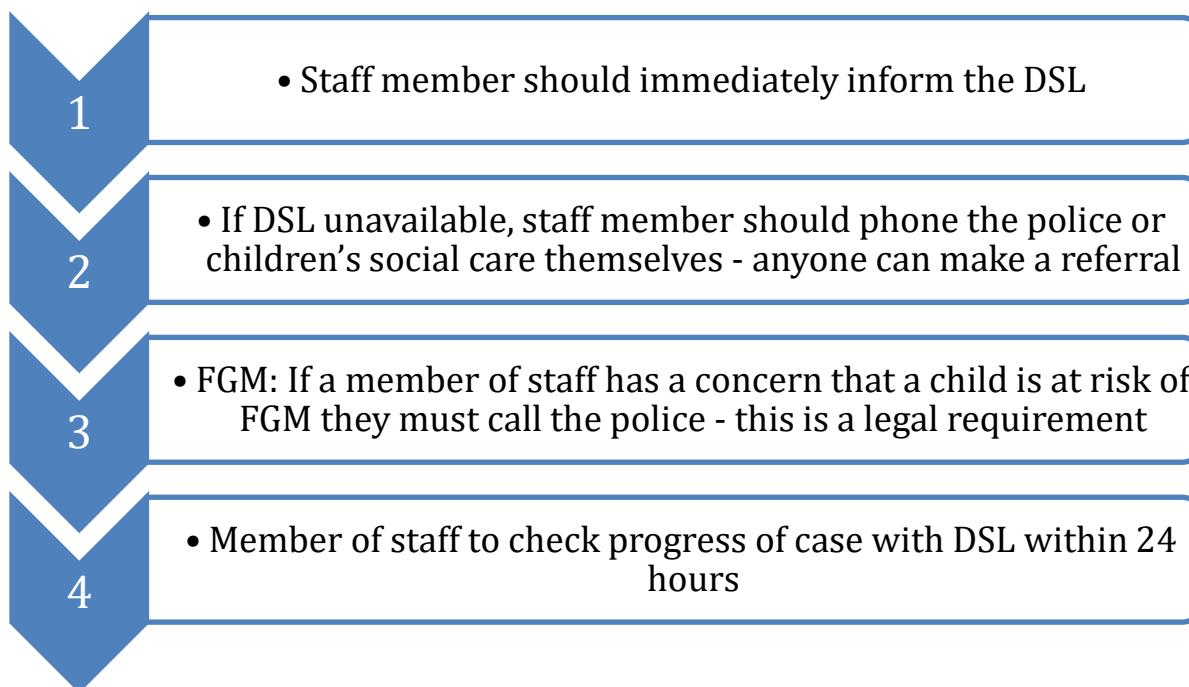 1
• Staff member should immediately inform the DSL
2
• If DSL unavailable, staff member should phone the police or
children's social care themselves - anyone can make a referral
3
• FGM: If a member of staff has a concern that a child is at risk of
FGM they must call the police - this is a legal requirement
4
• Member of staff to check progress of case with DSL within 24
hours